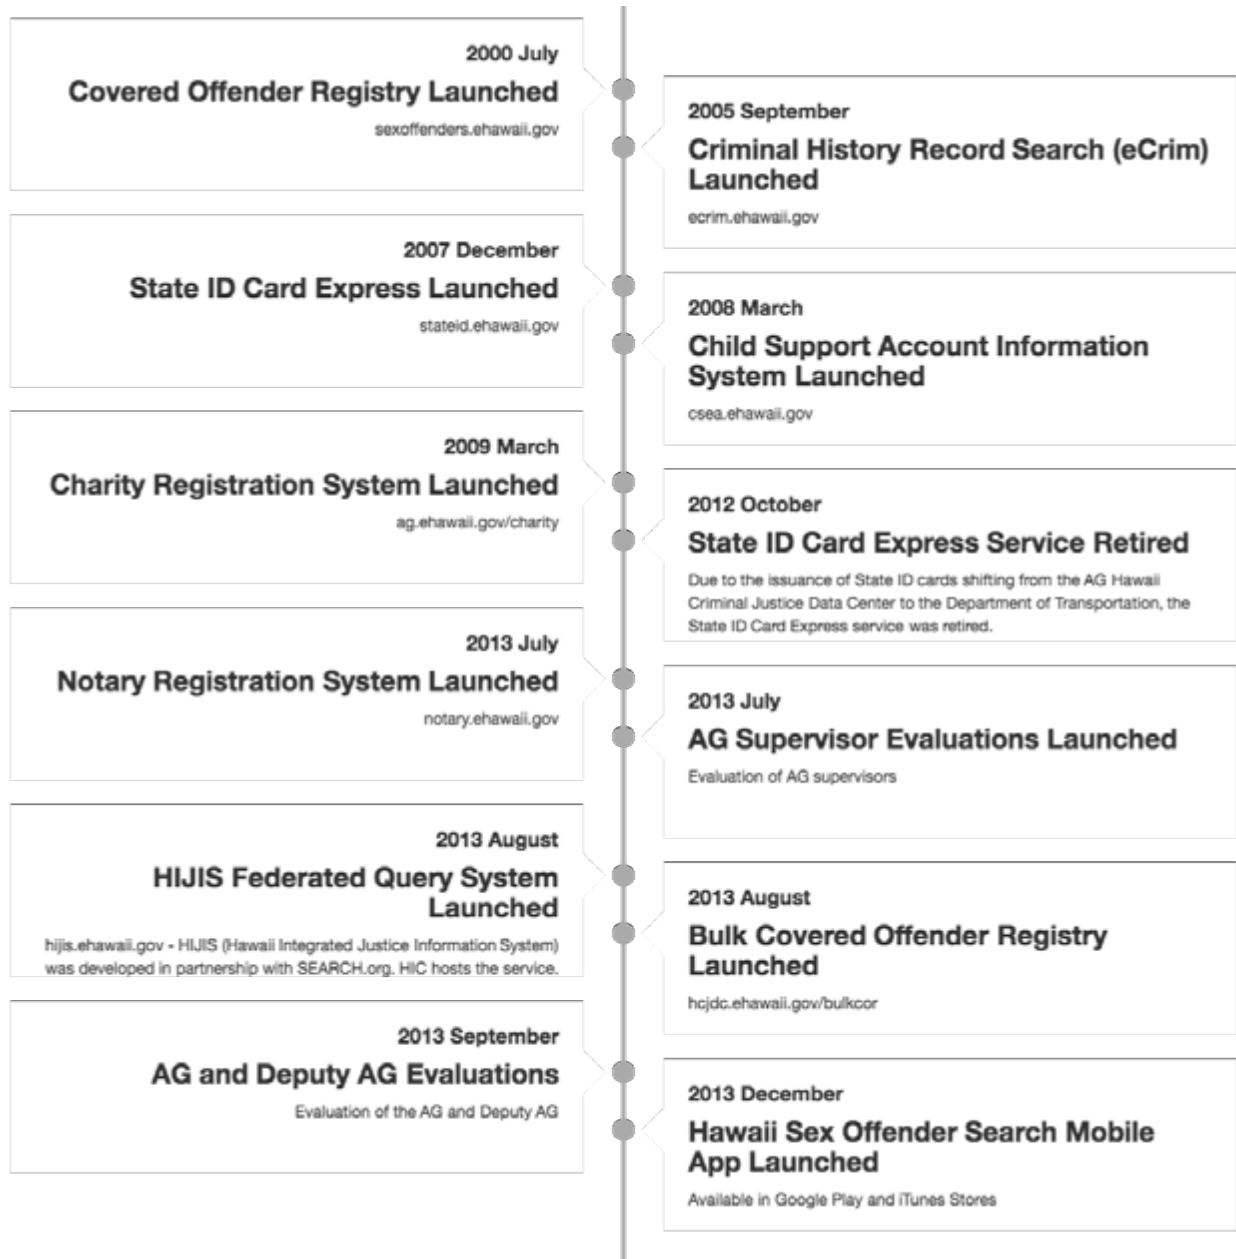 2000 July
Covered Offender Registry Launched
sexoffenders.ehawaii.gov
2005 September
Criminal History Record Search (eCrim)
Launched
ecrim.ehawaii.gov
2007 December
State ID Card Express Launched
stateid.ehawaii.gov
2008 March
Child Support Account Information
System Launched
csea.ehawaii.gov
2009 March
Charity Registration System Launched
ag.ehawaii.gov/charity
2012 October
State ID Card Express Service Retired
Due to the issuance of State ID cards shifting from the AG Hawaii
Criminal Justice Data Center to the Department of Transportation, the
State ID Card Express service was retired.
2013 July
Notary Registration System Launched
notary.ehawaii.gov
2013 July
AG Supervisor Evaluations Launched
Evaluation of AG supervisors
2013 August
HIJIS Federated Query System
Launched
hijis.ehawaii.gov - HIJIS (Hawaii Integrated Justice Information System)
was developed in partnership with SEARCH.org. HIC hosts the service.
2013 August
Bulk Covered Offender Registry
Launched
hcjdc.ehawaii.gov/bulkcor
2013 September
AG and Deputy AG Evaluations
Evaluation of the AG and Deputy AG
2013 December
Hawaii Sex Offender Search Mobile
App Launched
Available in Google Play and iTunes Stores